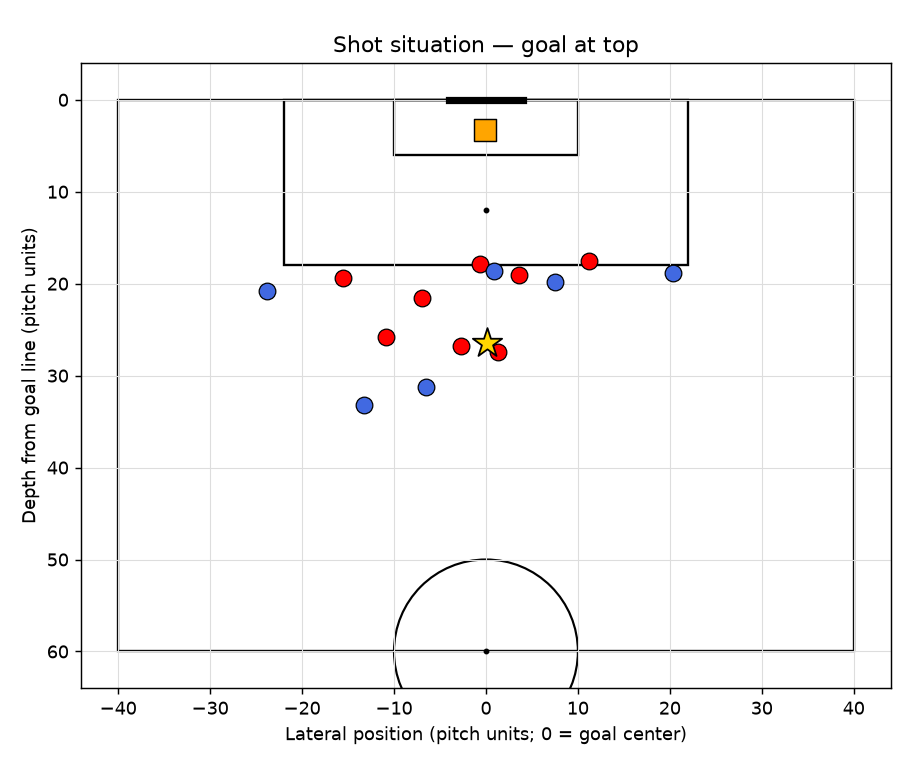 Shot situation — goal at top
0
10
20
30
40
50
60
Depth from goal line (pitch units)
−40 −30 −20 −10 0 10 20 30 40
Lateral position (pitch units; 0 = goal center)